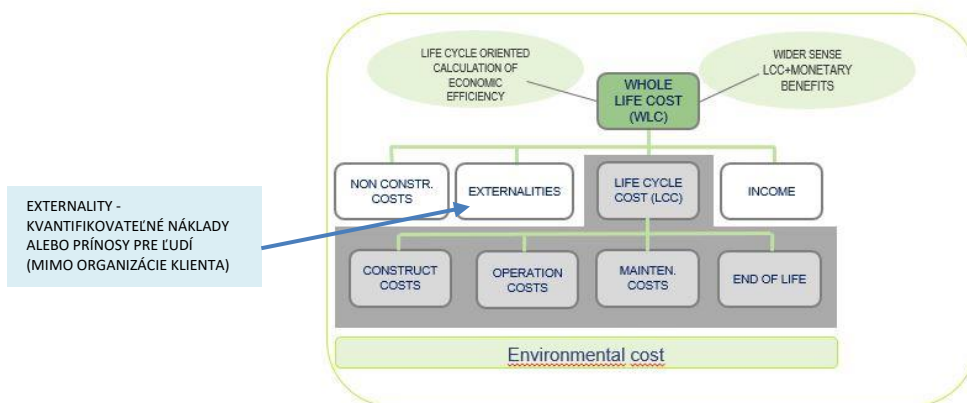 LIFE CYCLE ORIENTED
CALCULATION OF
ECONOMIC
EFFICIENCY
WIDER SENSE
LCC+MONETARY
BENEFITS
WHOLE
LIFE COST
(WLC)
NON CONSTR.
COSTS
EXTERNALITIES
LIFE CYCLE
COST (LCC)
INCOME
EXTERNALITY -
KVANTIFIKOVATEĽNÉ NÁKLADY
ALEBO PRÍNOSY PRE ĽUDÍ
(MIMO ORGANIZÁCIE KLIENTA)
CONSTRUCT
COSTS
OPERATION
COSTS
MAINTEN.
COSTS
END OF LIFE
Environmental cost